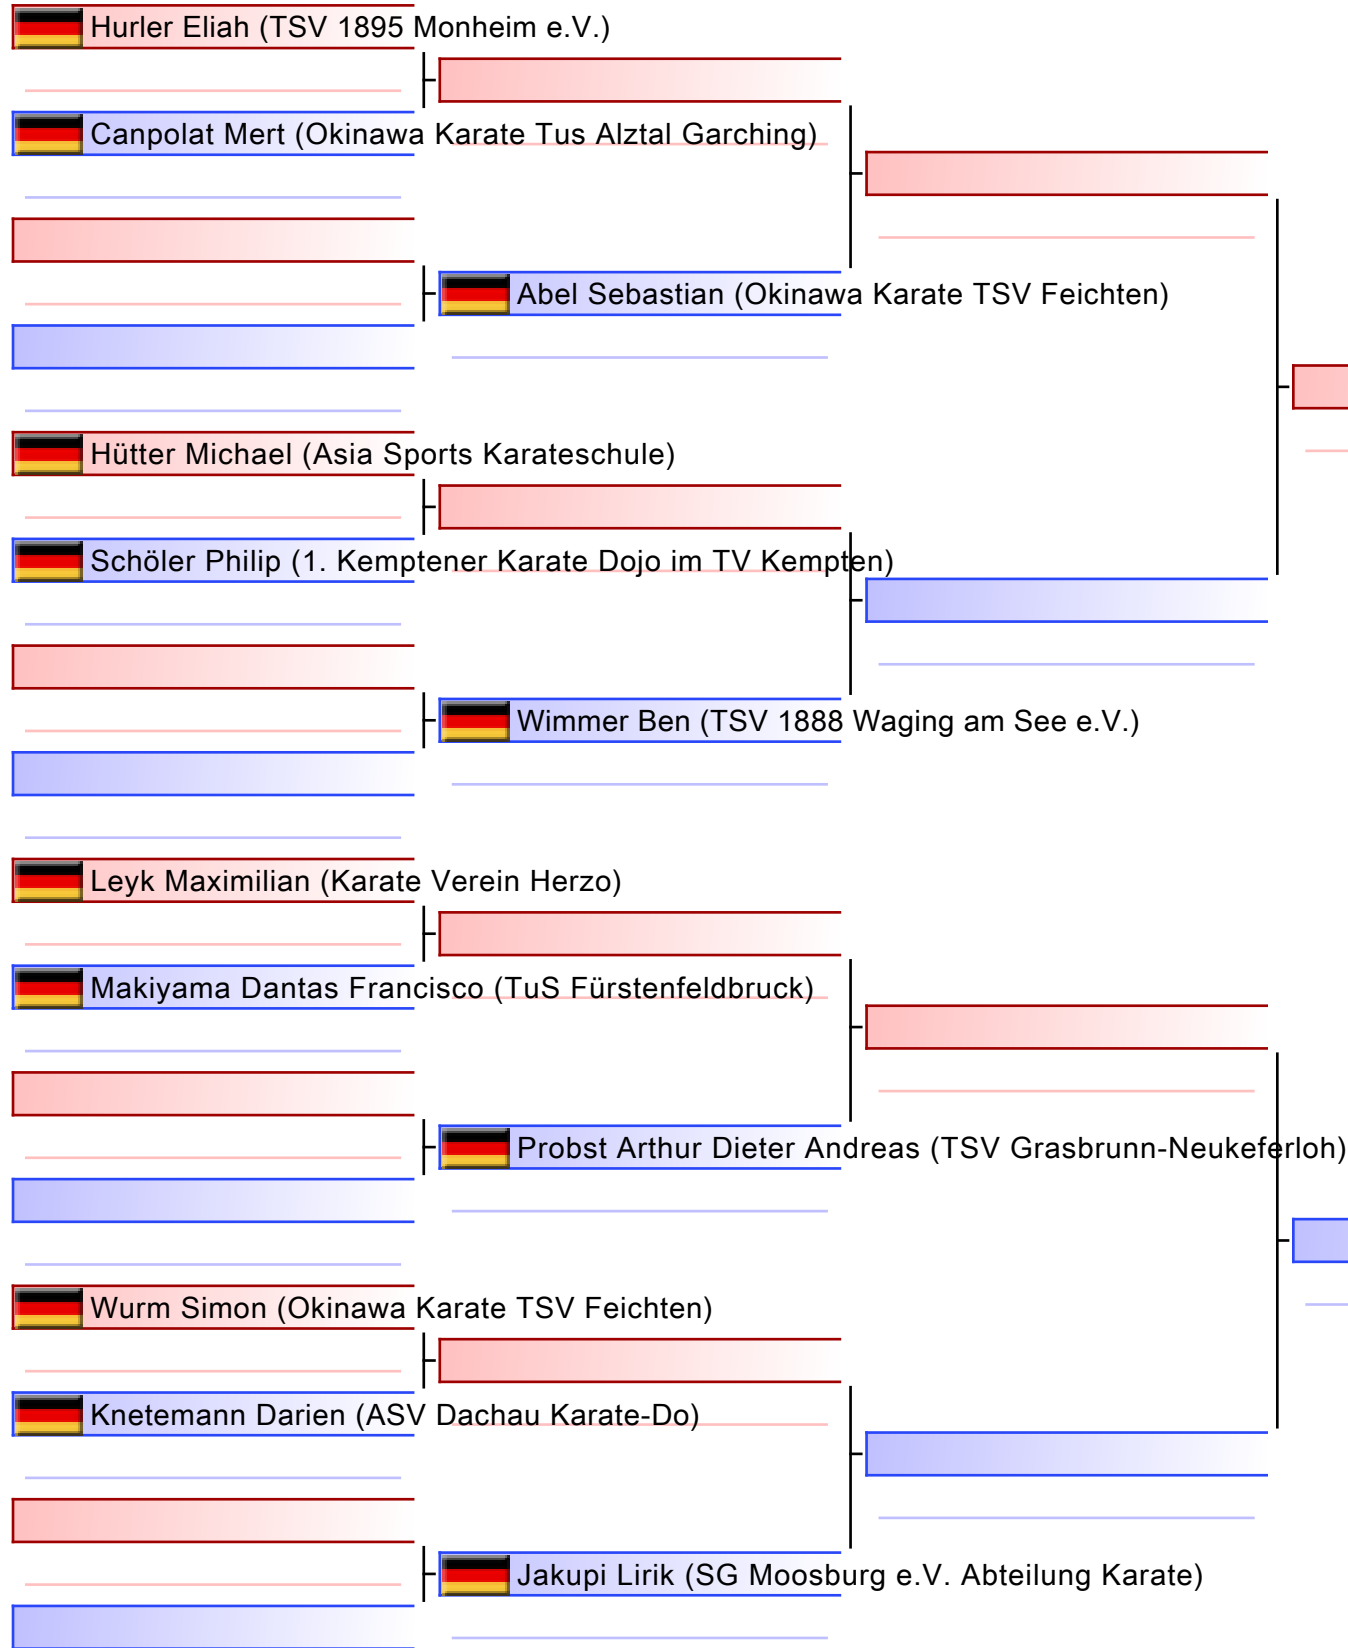 Hurler Eliah (TSV 1895 Monheim e.V.)
Canpolat Mert (Okinawa Karate Tus Alztal Garching)
Abel Sebastian (Okinawa Karate TSV Feichten)
Hütter Michael (Asia Sports Karateschule)
Schöler Philip (1. Kemptener Karate Dojo im TV Kempten)
Wimmer Ben (TSV 1888 Waging am See e.V.)
Leyk Maximilian (Karate Verein Herzo)
Makiyama Dantas Francisco (TuS Fürstenfeldbruck)
Probst Arthur Dieter Andreas (TSV Grasbrunn-Neukeferloh)
Wurm Simon (Okinawa Karate TSV Feichten)
Knetemann Darien (ASV Dachau Karate-Do)
Jakupi Lirik (SG Moosburg e.V. Abteilung Karate)